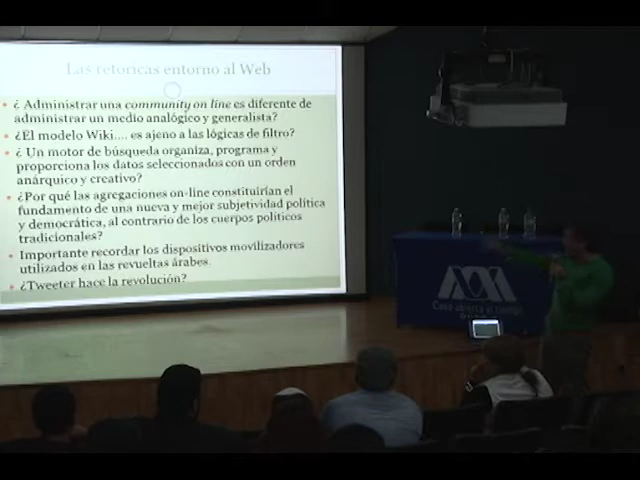 Las retoricas entorno al Web
¿ Administrar una community on line es diferente de
administrar un medio analógico y generalista?
¿El modelo Wiki.... es ajeno a las lógicas de filtro?
¿ Un motor de búsqueda organiza, programa y
proporciona los datos seleccionados con un orden
anárquico y creativo?
¿Por qué las agregaciones on-line constituirían el
fundamento de una nueva y mejor subjetividad política
y democrática, al contrario de los cuerpos políticos
tradicionales?
Importante recordar los dispositivos movilizadores
utilizados en las revueltas árabes.
¿Tweeter hace la revolución?
Casa abierta al tiempo